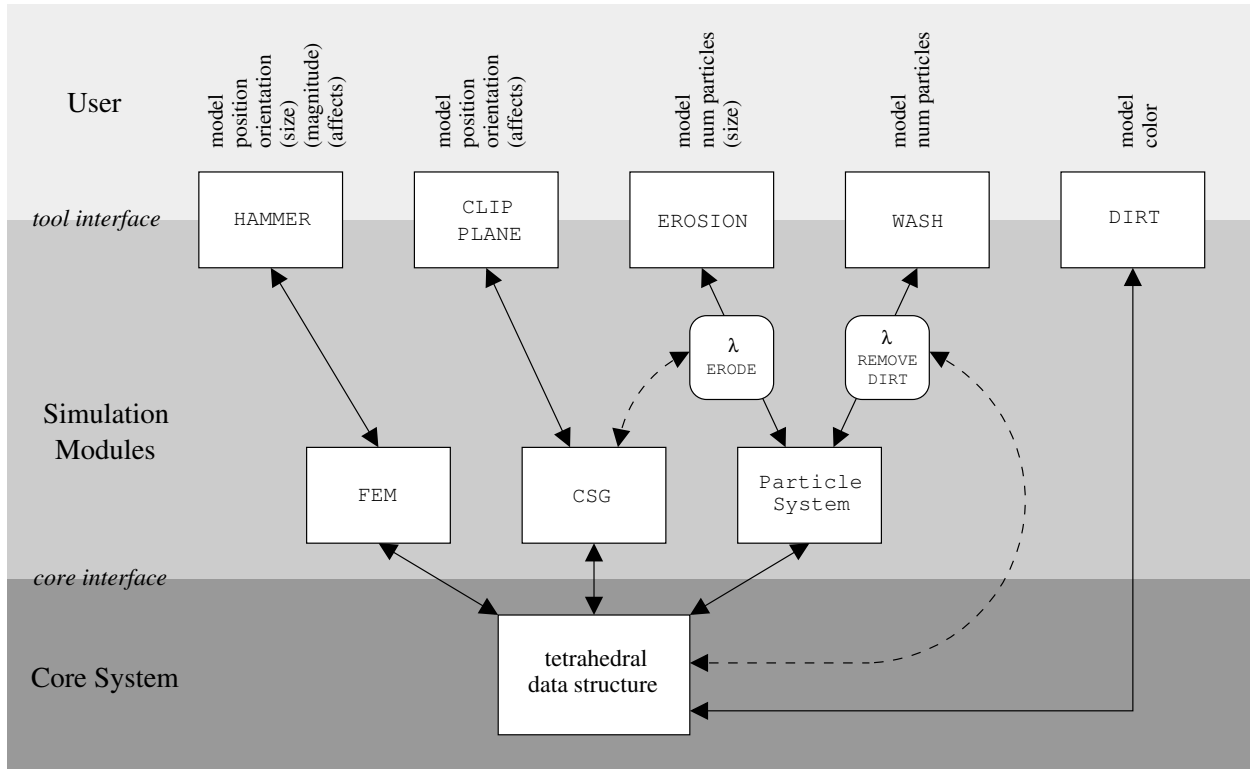 User
model
position
orientation
(size)
(magnitude)
(affects)
model
position
orientation
(affects)
model
num particles
(size)
model
num particles
model
color
tool interface
HAMMER
CLIP
PLANE
EROSION
WASH
DIRT
λ
ERODE
λ
REMOVE
DIRT
Simulation
Modules
FEM
CSG
Particle
System
core interface
Core System
tetrahedral
data structure